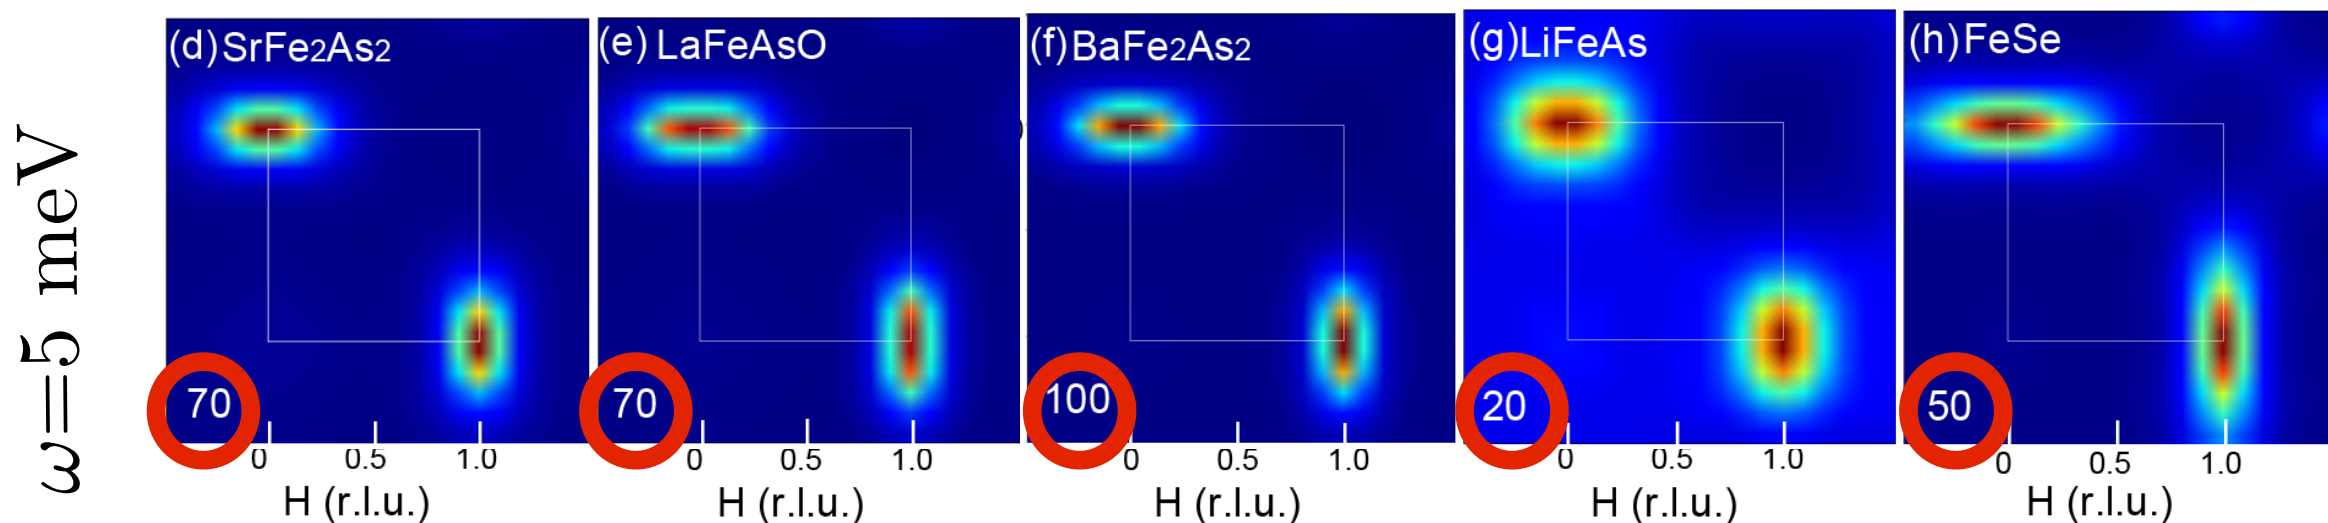 ω=5 meV
(d) SrFe2As2
70
0 0.5 1.0
H (r.l.u.)
(e) LaFeAsO
70
0 0.5 1.0
H (r.l.u.)
(f) BaFe2As2
100
0 0.5 1.0
H (r.l.u.)
(g) LiFeAs
20
0 0.5 1.0
H (r.l.u.)
(h) FeSe
50
0 0.5 1.0
H (r.l.u.)